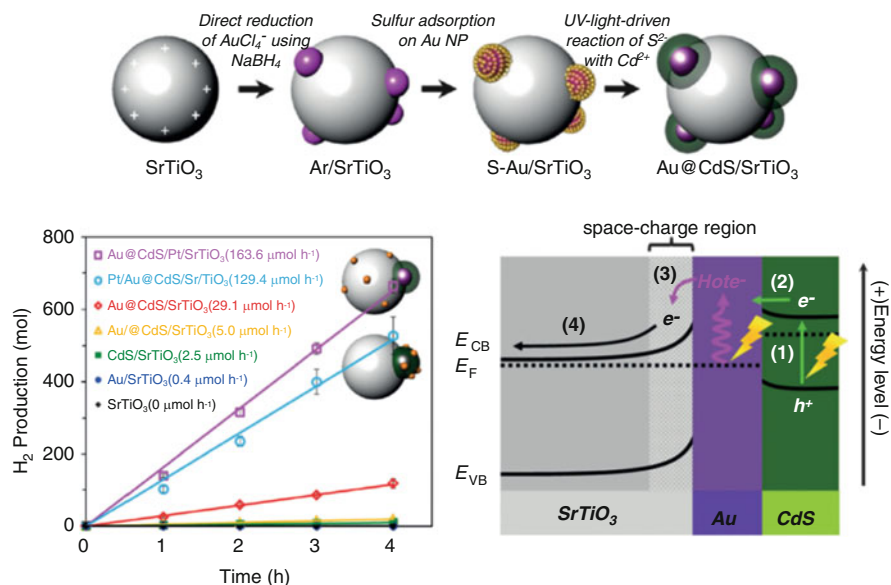 Direct reduction
of AuCl₄⁻ using
NaBH₄
Sulfur adsorption
on Au NP
UV-light-driven
reaction of S²⁻
with Cd²⁺
+ + + + + + + +
SrTiO₃
Ar/SrTiO₃
S-Au/SrTiO₃
Au@CdS/SrTiO₃
H₂ Production (mol)
800
600
400
200
0
Au@CdS/Pt/SrTiO₃(163.6 μmol h⁻¹)
Pt/Au@CdS/Sr/TiO₃(129.4 μmol h⁻¹)
Au@CdS/SrTiO₃(29.1 μmol h⁻¹)
Au/@CdS/SrTiO₃(5.0 μmol h⁻¹)
CdS/SrTiO₃(2.5 μmol h⁻¹)
Au/SrTiO₃(0.4 μmol h⁻¹)
SrTiO₃(0 μmol h⁻¹)
0 1 2 3 4
Time (h)
space-charge region
(3) Hote- (2)
e- e-
(4)
E_CB
(1)
E_F
h⁺
E_VB
SrTiO₃ Au CdS
(+)Energy level (−)